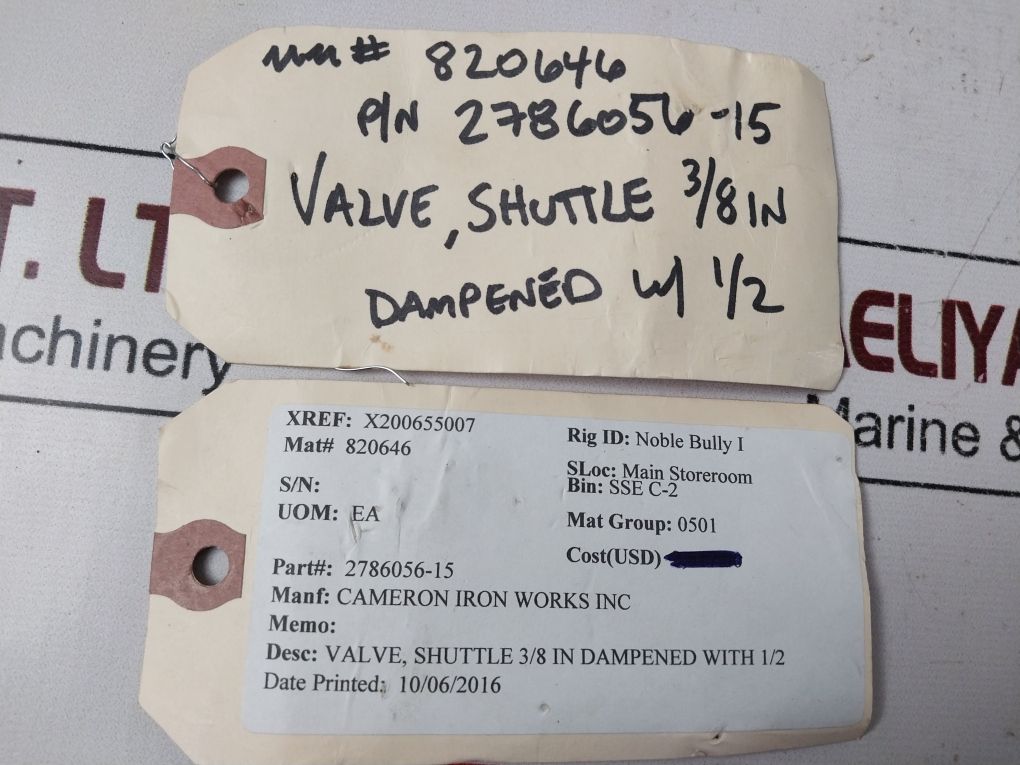 # 820646
P/N 2786056-15
VALVE, SHUTTLE 3/8 IN
DAMPENED W/ 1/2
T. LT
achinery
AELIYA
Marine &
XREF: X200655007
Mat# 820646
S/N:
UOM: EA
Part#: 2786056-15
Manf: CAMERON IRON WORKS INC
Memo:
Desc: VALVE, SHUTTLE 3/8 IN DAMPENED WITH 1/2
Date Printed: 10/06/2016
Rig ID: Noble Bully I
SLoc: Main Storeroom
Bin: SSE C-2
Mat Group: 0501
Cost(USD)